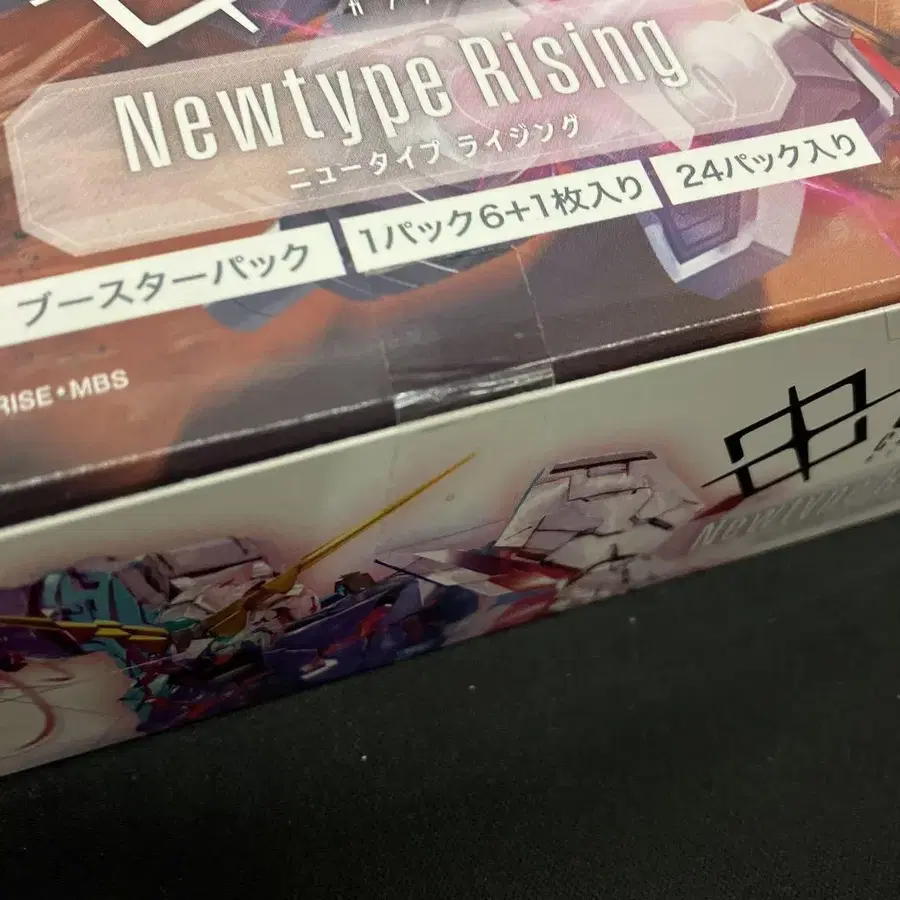 Newtype Rising
ニュータイプ ライジング
ブースターパック
1パック6+1枚入り
24パック入り
RISE・MBS
Newtype